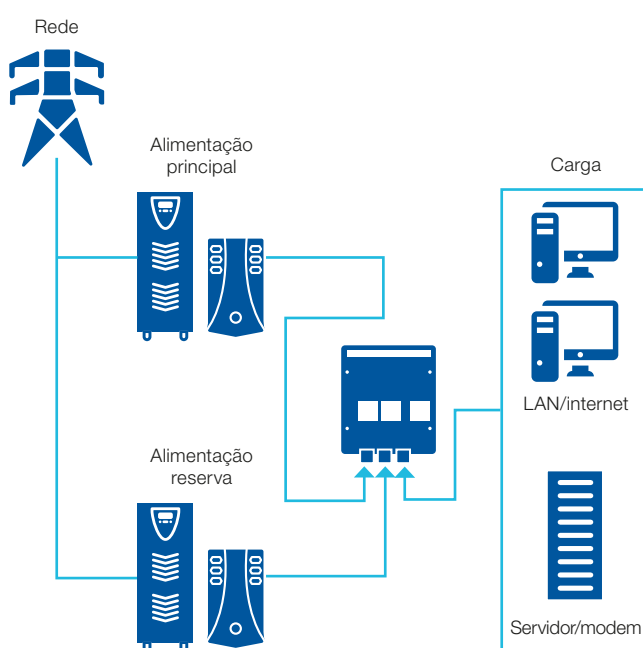 Rede
Alimentação
principal
Carga
LAN/internet
Alimentação
reserva
Servidor/modem